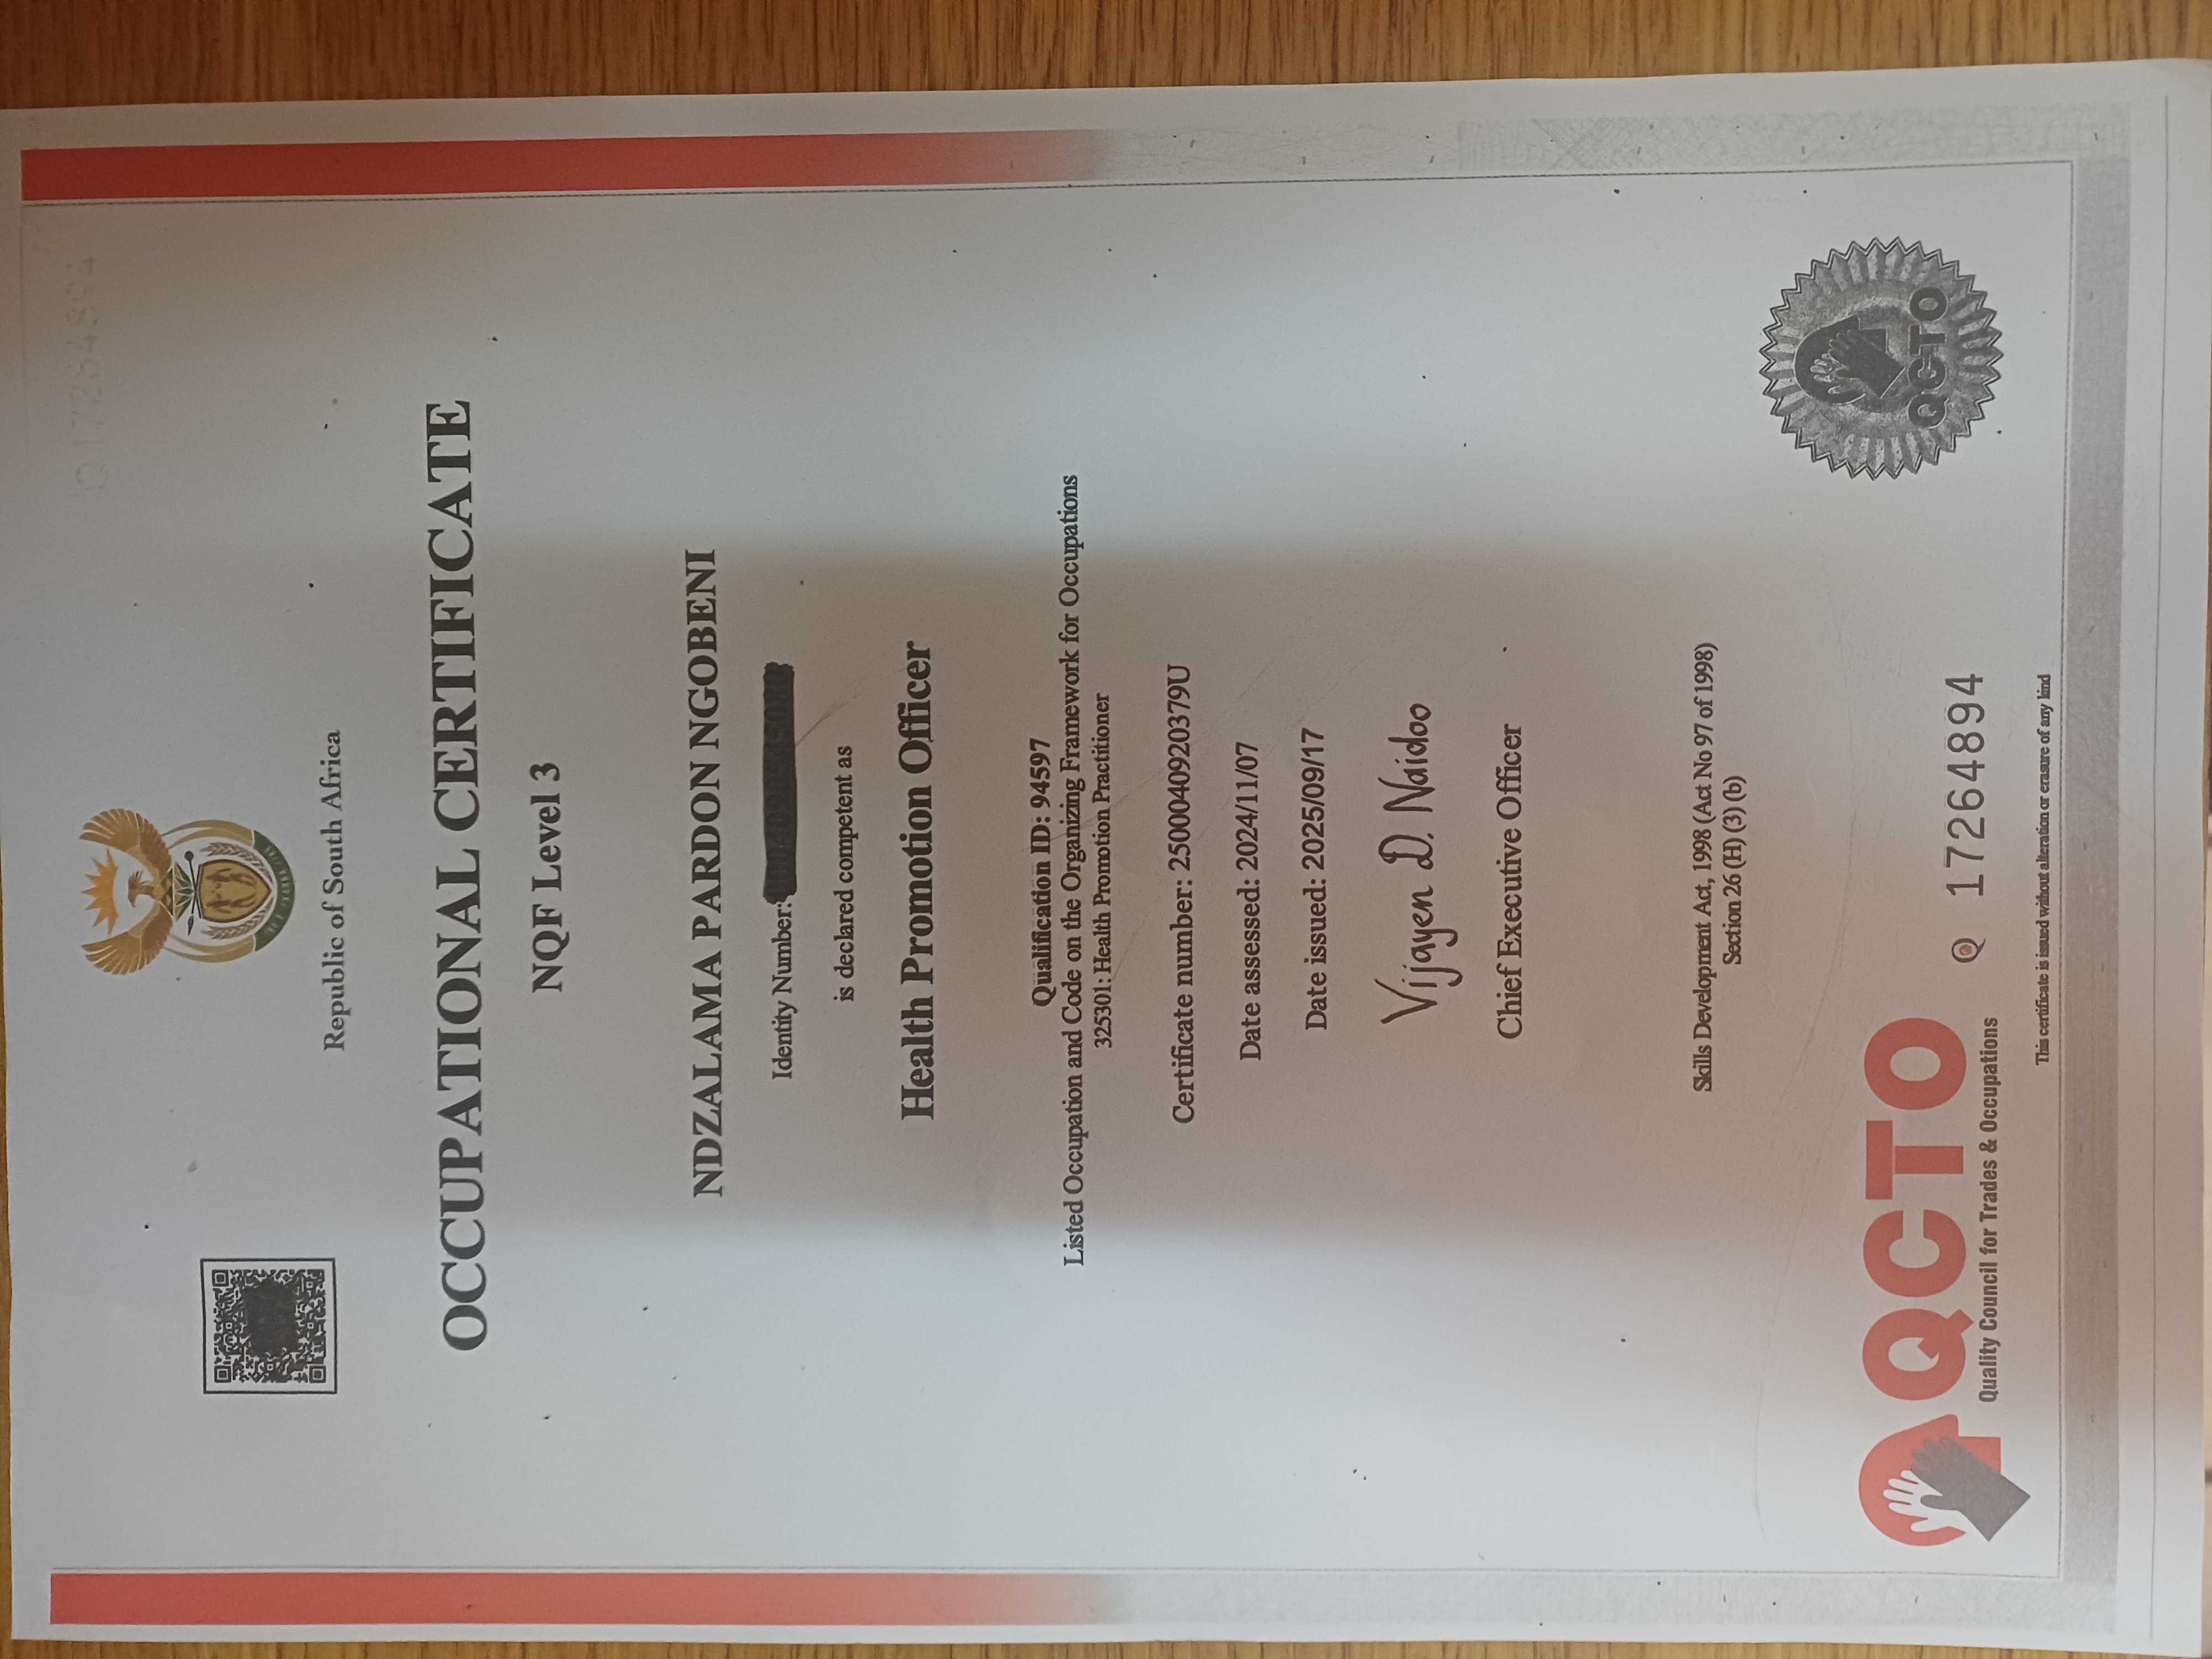 Republic of South Africa
OCCUPATIONAL CERTIFICATE
NQF Level 3
NDZALAMA PARDON NGOBENI
Identity Number:
is declared competent as
Health Promotion Officer
Qualification ID: 94597
Listed Occupation and Code on the Organizing Framework for Occupations
325301: Health Promotion Practitioner
Certificate number: 250004092O379U
Date assessed: 2024/11/07
Date issued: 2025/09/17
Vijayen D. Naidoo
Chief Executive Officer
Skills Development Act, 1998 (Act No 97 of 1998)
Section 26 (H) (3) (b)
QCTO
QCTO
Quality Council for Trades & Occupations
Q 17264894
This certificate is issued without alteration or erasure of any kind